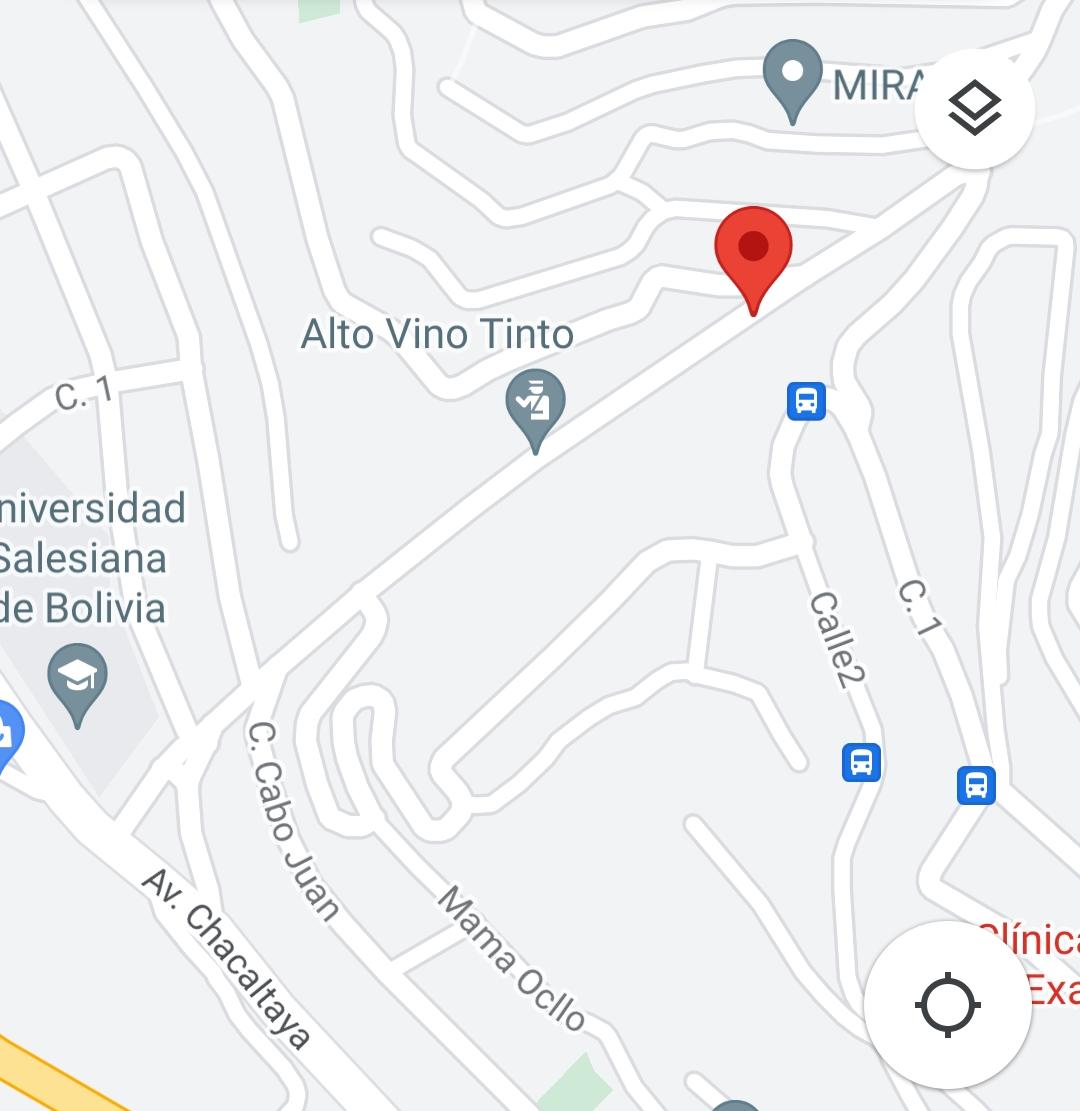 MIRA
Alto Vino Tinto
C. 1
niversidad
Salesiana
de Bolivia
C. 1
Calle2
C. Cabo Juan
Av. Chacaltaya
Mama Ocllo
Clínica
Exa